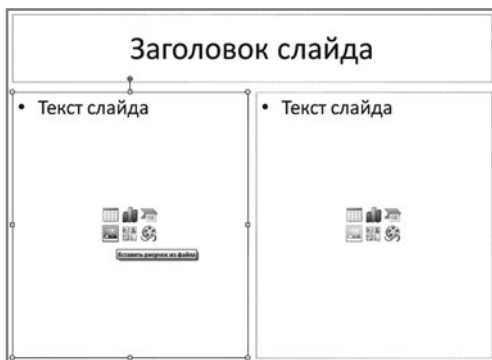 Заголовок слайда
• Текст слайда
• Текст слайда
Вставить рисунок из файла